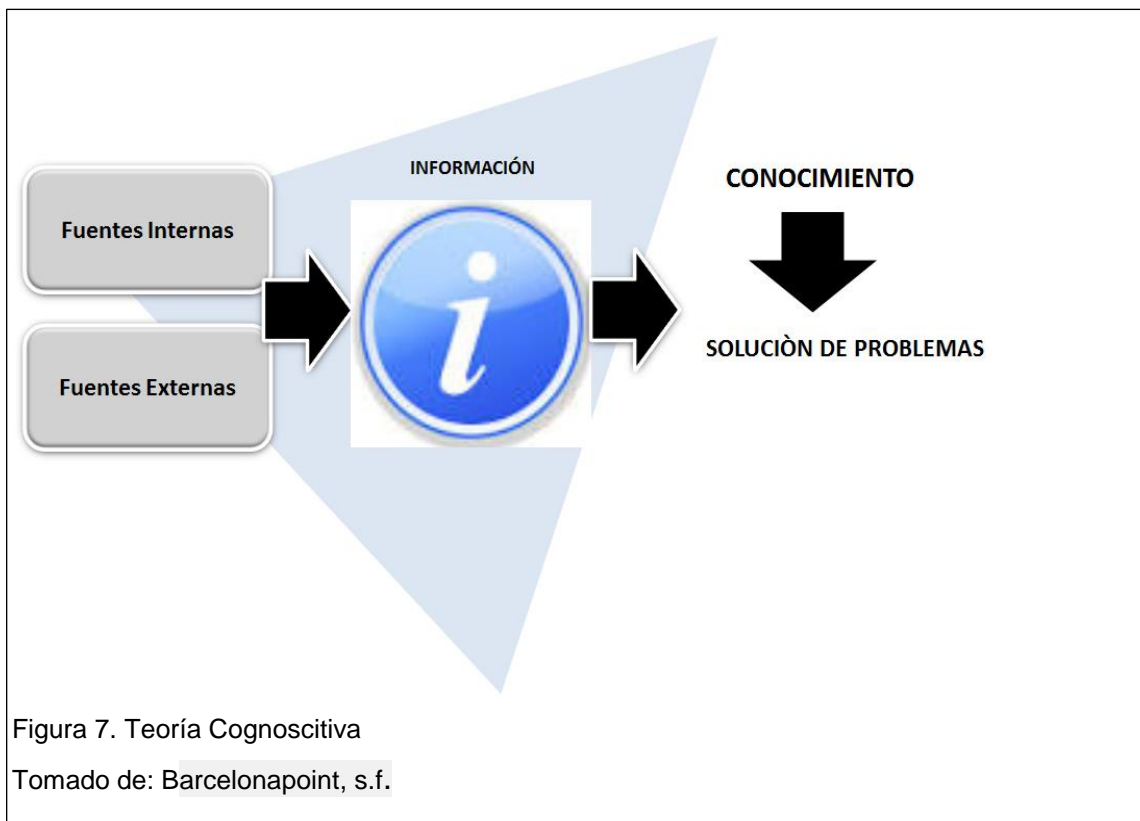 INFORMACIÓN
CONOCIMIENTO
Fuentes Internas
i
SOLUCIÒN DE PROBLEMAS
Fuentes Externas
Figura 7. Teoría Cognoscitiva
Tomado de: Barcelonapoint, s.f.